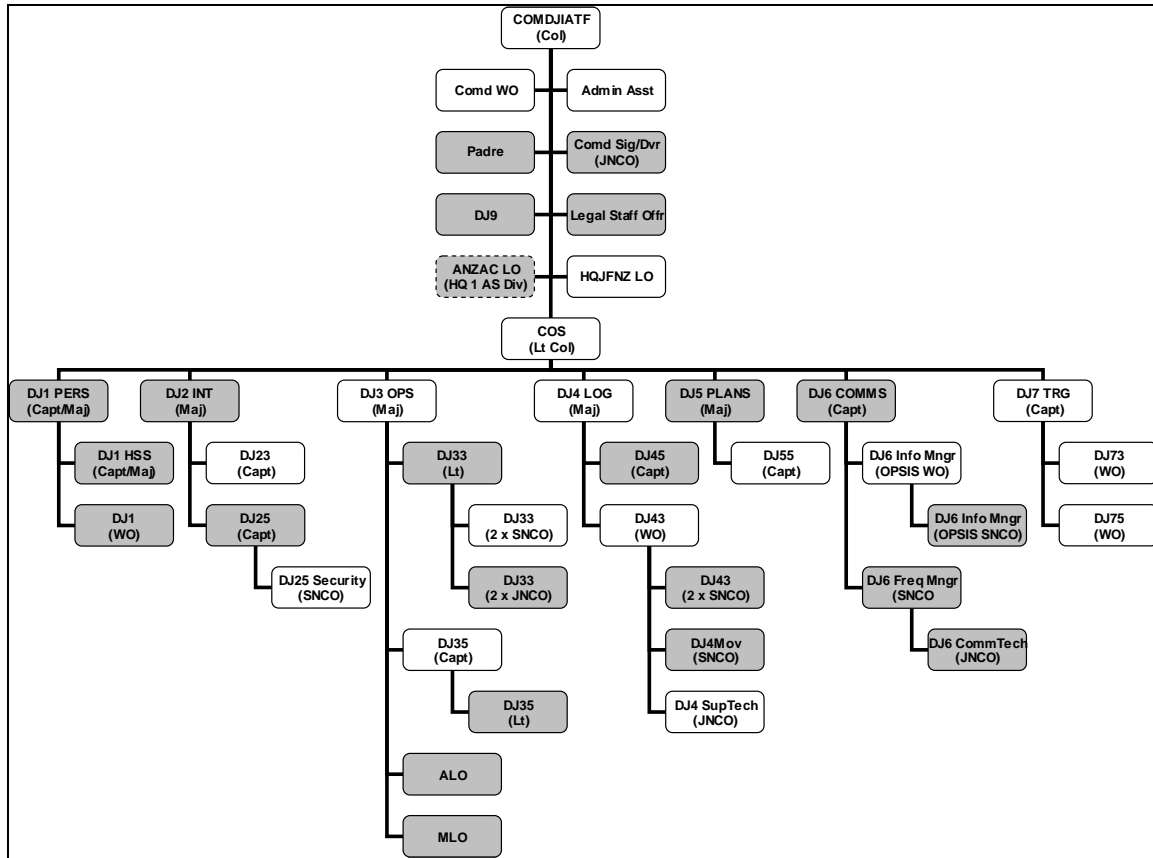 COMDJIATF
(Col)
Comd WO
Admin Asst
Padre
Comd Sig/Dvr
(JNCO)
DJ9
Legal Staff Offr
ANZAC LO
(HQ 1 AS Div)
HQJFNZ LO
COS
(Lt Col)
DJ1 PERS
(Capt/Maj)
DJ2 INT
(Maj)
DJ3 OPS
(Maj)
DJ4 LOG
(Maj)
DJ5 PLANS
(Maj)
DJ6 COMMS
(Capt)
DJ7 TRG
(Capt)
DJ1 HSS
(Capt/Maj)
DJ23
(Capt)
DJ33
(Lt)
DJ45
(Capt)
DJ55
(Capt)
DJ6 Info Mngr
(OPSIS WO)
DJ73
(WO)
DJ1
(WO)
DJ25
(Capt)
DJ33
(2 x SNCO)
DJ43
(WO)
DJ6 Info Mngr
(OPSIS SNCO)
DJ75
(WO)
DJ25 Security
(SNCO)
DJ33
(2 x JNCO)
DJ43
(2 x SNCO)
DJ6 Freq Mngr
(SNCO
DJ35
(Capt)
DJ4Mov
(SNCO)
DJ6 CommTech
(JNCO)
DJ35
(Lt)
DJ4 SupTech
(JNCO)
ALO
MLO